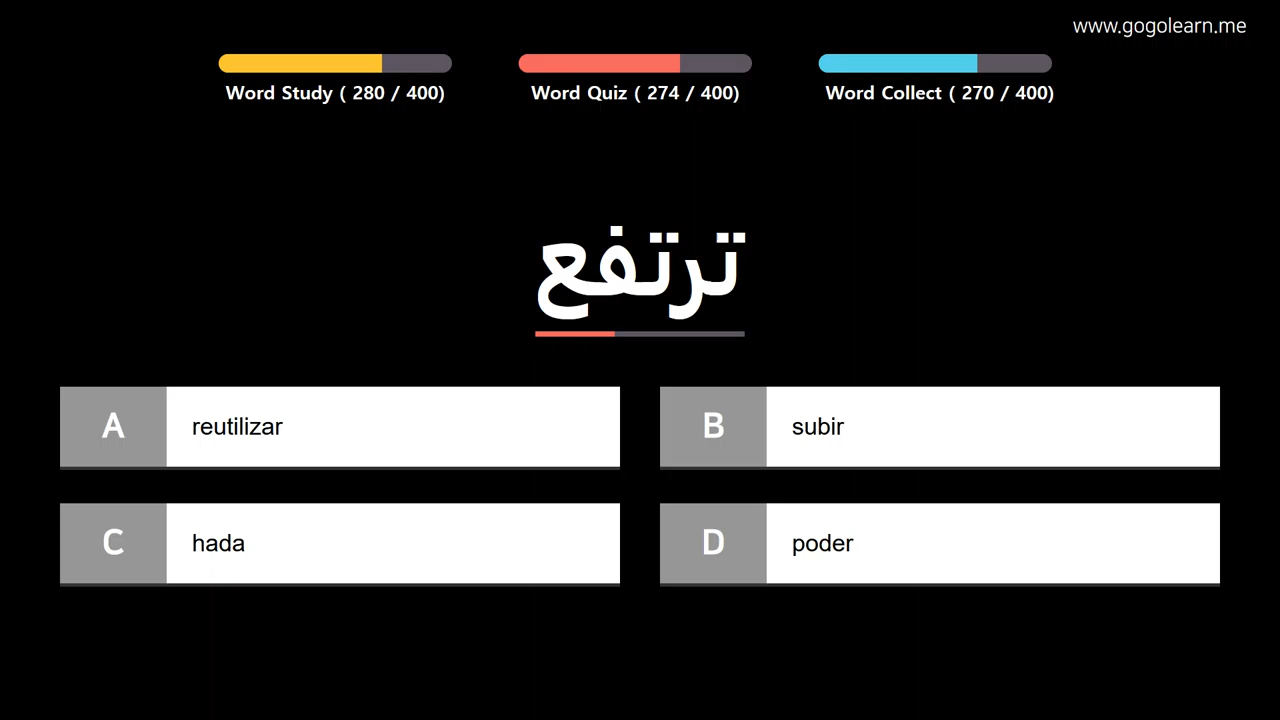 www.gogolearn.me
Word Study ( 280 / 400)
Word Quiz ( 274 / 400)
Word Collect ( 270 / 400)
ترتفع
A reutilizar
B subir
C hada
D poder